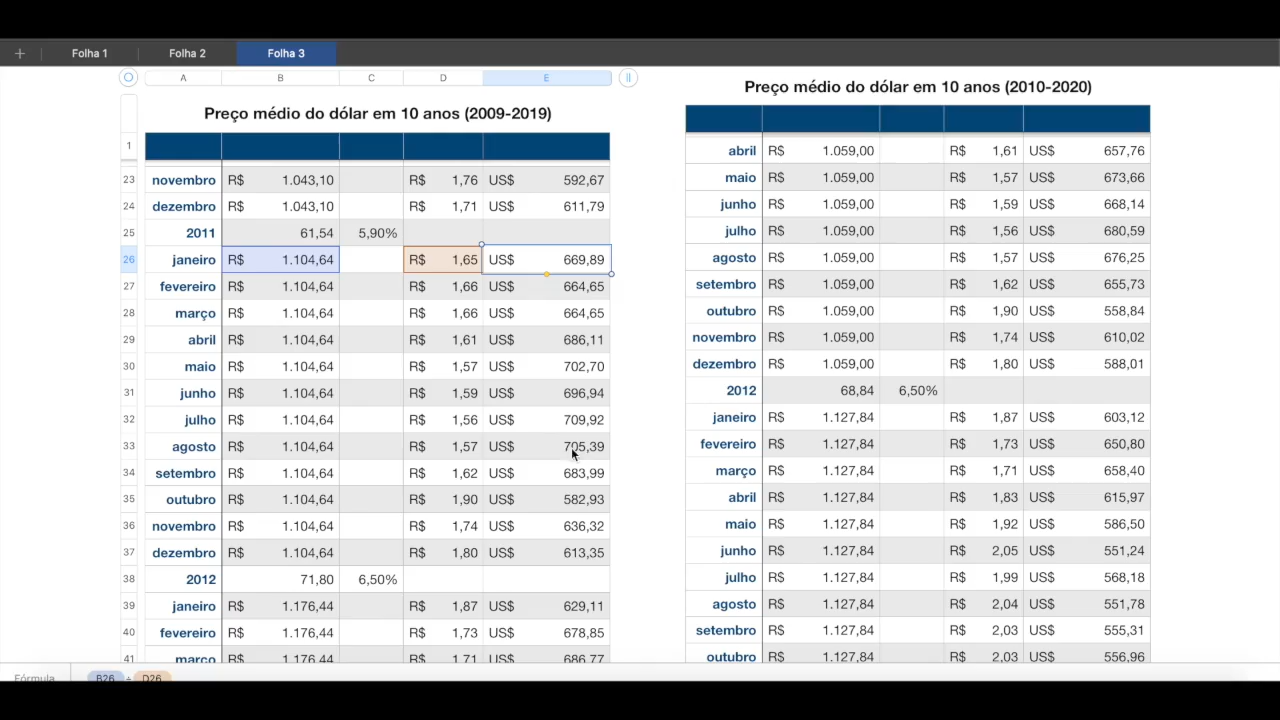 + Folha 1 Folha 2 Folha 3
A B C D E
Preço médio do dólar em 10 anos (2009-2019)
1
23 novembro R$ 1.043,10 R$ 1,76 US$ 592,67
24 dezembro R$ 1.043,10 R$ 1,71 US$ 611,79
25 2011 61,54 5,90%
26 janeiro R$ 1.104,64 R$ 1,65 US$ 669,89
27 fevereiro R$ 1.104,64 R$ 1,66 US$ 664,65
28 março R$ 1.104,64 R$ 1,66 US$ 664,65
29 abril R$ 1.104,64 R$ 1,61 US$ 686,11
30 maio R$ 1.104,64 R$ 1,57 US$ 702,70
31 junho R$ 1.104,64 R$ 1,59 US$ 696,94
32 julho R$ 1.104,64 R$ 1,56 US$ 709,92
33 agosto R$ 1.104,64 R$ 1,57 US$ 705,39
34 setembro R$ 1.104,64 R$ 1,62 US$ 683,99
35 outubro R$ 1.104,64 R$ 1,90 US$ 582,93
36 novembro R$ 1.104,64 R$ 1,74 US$ 636,32
37 dezembro R$ 1.104,64 R$ 1,80 US$ 613,35
38 2012 71,80 6,50%
39 janeiro R$ 1.176,44 R$ 1,87 US$ 629,11
40 fevereiro R$ 1.176,44 R$ 1,73 US$ 678,85
41 março R$ 1.176,44 R$ 1,71 US$ 686,77
Preço médio do dólar em 10 anos (2010-2020)
abril R$ 1.059,00 R$ 1,61 US$ 657,76
maio R$ 1.059,00 R$ 1,57 US$ 673,66
junho R$ 1.059,00 R$ 1,59 US$ 668,14
julho R$ 1.059,00 R$ 1,56 US$ 680,59
agosto R$ 1.059,00 R$ 1,57 US$ 676,25
setembro R$ 1.059,00 R$ 1,62 US$ 655,73
outubro R$ 1.059,00 R$ 1,90 US$ 558,84
novembro R$ 1.059,00 R$ 1,74 US$ 610,02
dezembro R$ 1.059,00 R$ 1,80 US$ 588,01
2012 68,84 6,50%
janeiro R$ 1.127,84 R$ 1,87 US$ 603,12
fevereiro R$ 1.127,84 R$ 1,73 US$ 650,80
março R$ 1.127,84 R$ 1,71 US$ 658,40
abril R$ 1.127,84 R$ 1,83 US$ 615,97
maio R$ 1.127,84 R$ 1,92 US$ 586,50
junho R$ 1.127,84 R$ 2,05 US$ 551,24
julho R$ 1.127,84 R$ 1,99 US$ 568,18
agosto R$ 1.127,84 R$ 2,04 US$ 551,78
setembro R$ 1.127,84 R$ 2,03 US$ 555,31
outubro R$ 1.127,84 R$ 2,03 US$ 556,96
Fórmula B26 ÷ D26